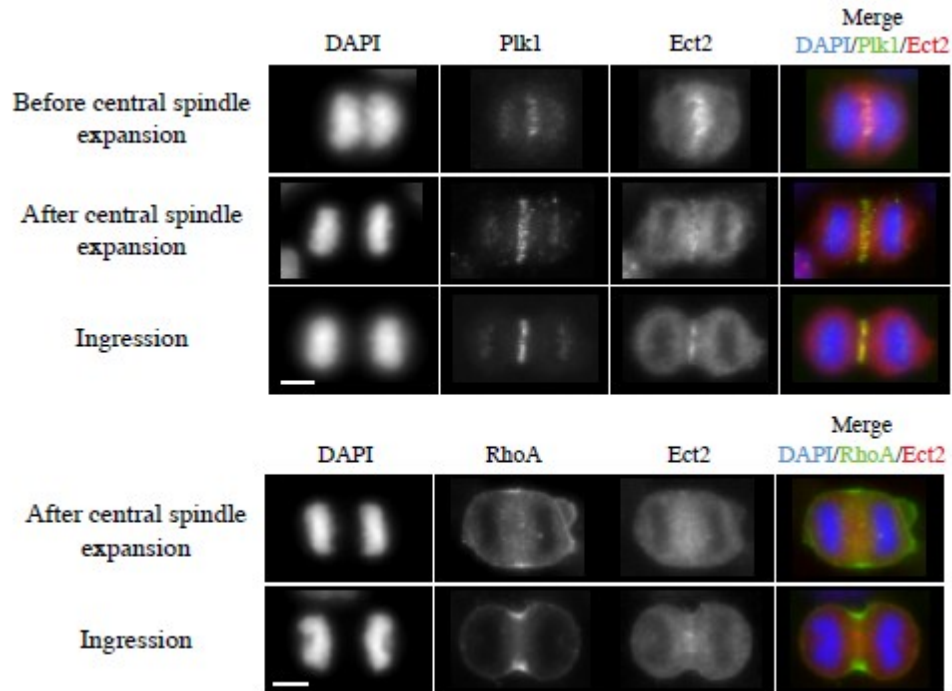 Merge
DAPI Plk1 Ect2 DAPI/Plk1/Ect2
Before central spindle
expansion
After central spindle
expansion
Ingression
Merge
DAPI RhoA Ect2 DAPI/RhoA/Ect2
After central spindle
expansion
Ingression